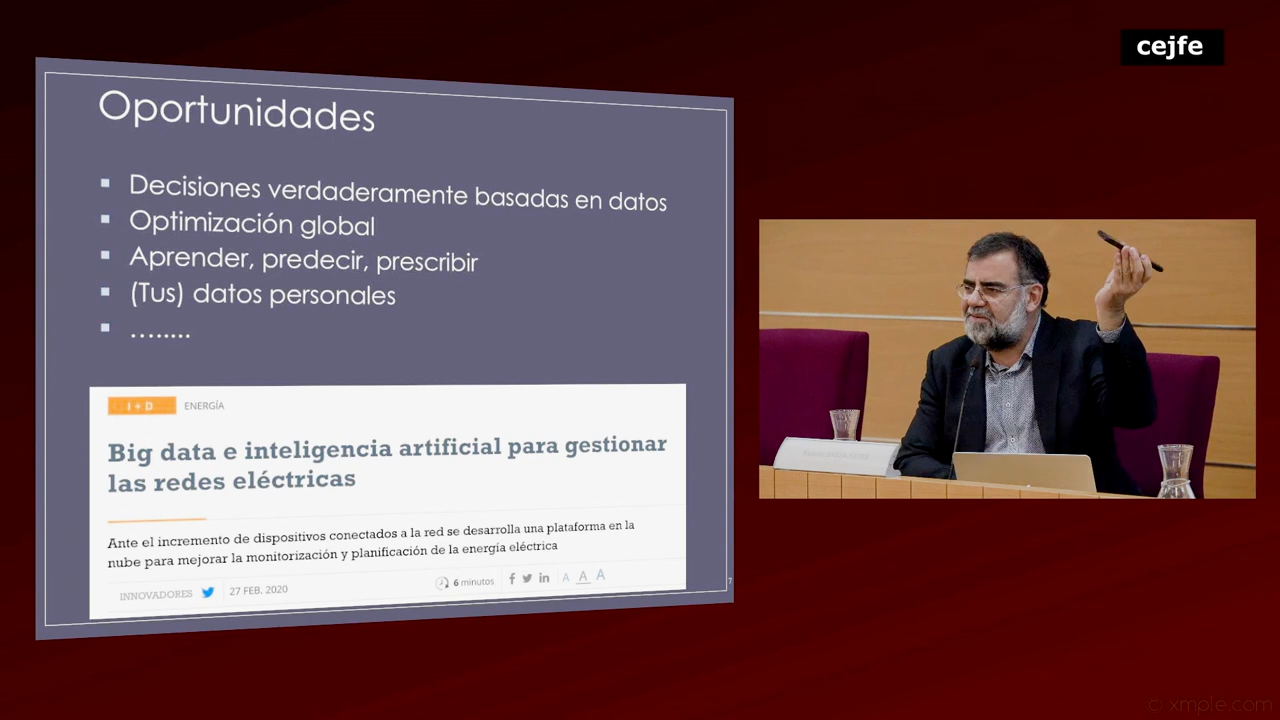 cejfe
Oportunidades
Decisiones verdaderamente basadas en datos
Optimización global
Aprender, predecir, prescribir
(Tus) datos personales
........
I + D ENERGÍA
Big data e inteligencia artificial para gestionar
las redes eléctricas
Ante el incremento de dispositivos conectados a la red se desarrolla una plataforma en la
nube para mejorar la monitorización y planificación de la energía eléctrica
INNOVADORES 27 FEB. 2020 6 minutos A A A
7
© xmple.com